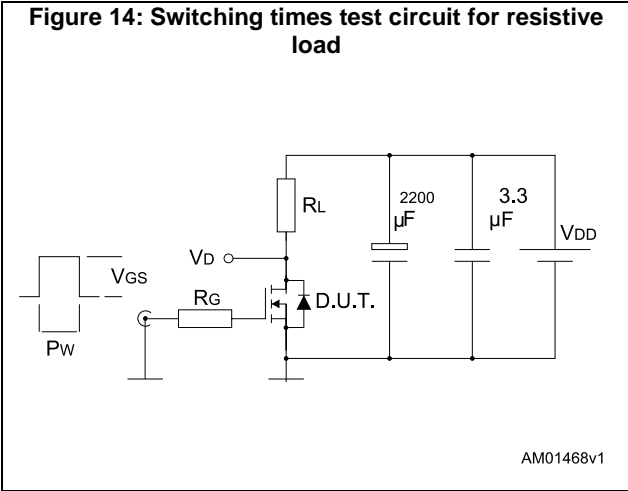 Figure 14: Switching times test circuit for resistive
load
RL
2200
µF
3.3
µF
VDD
VD
VGS
RG
D.U.T.
PW
AM01468v1